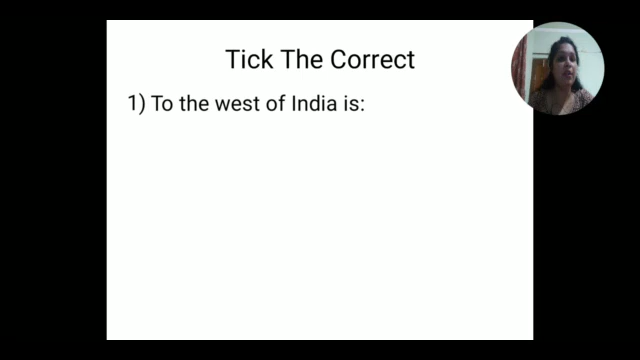 Tick The Correct
1) To the west of India is: